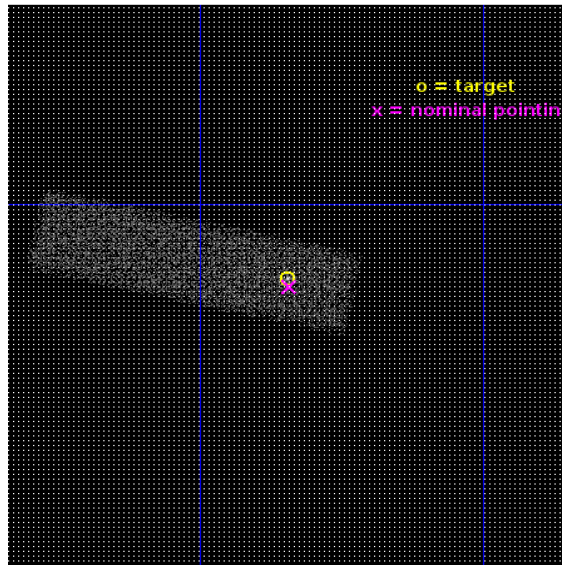 o = target
x = nominal pointin